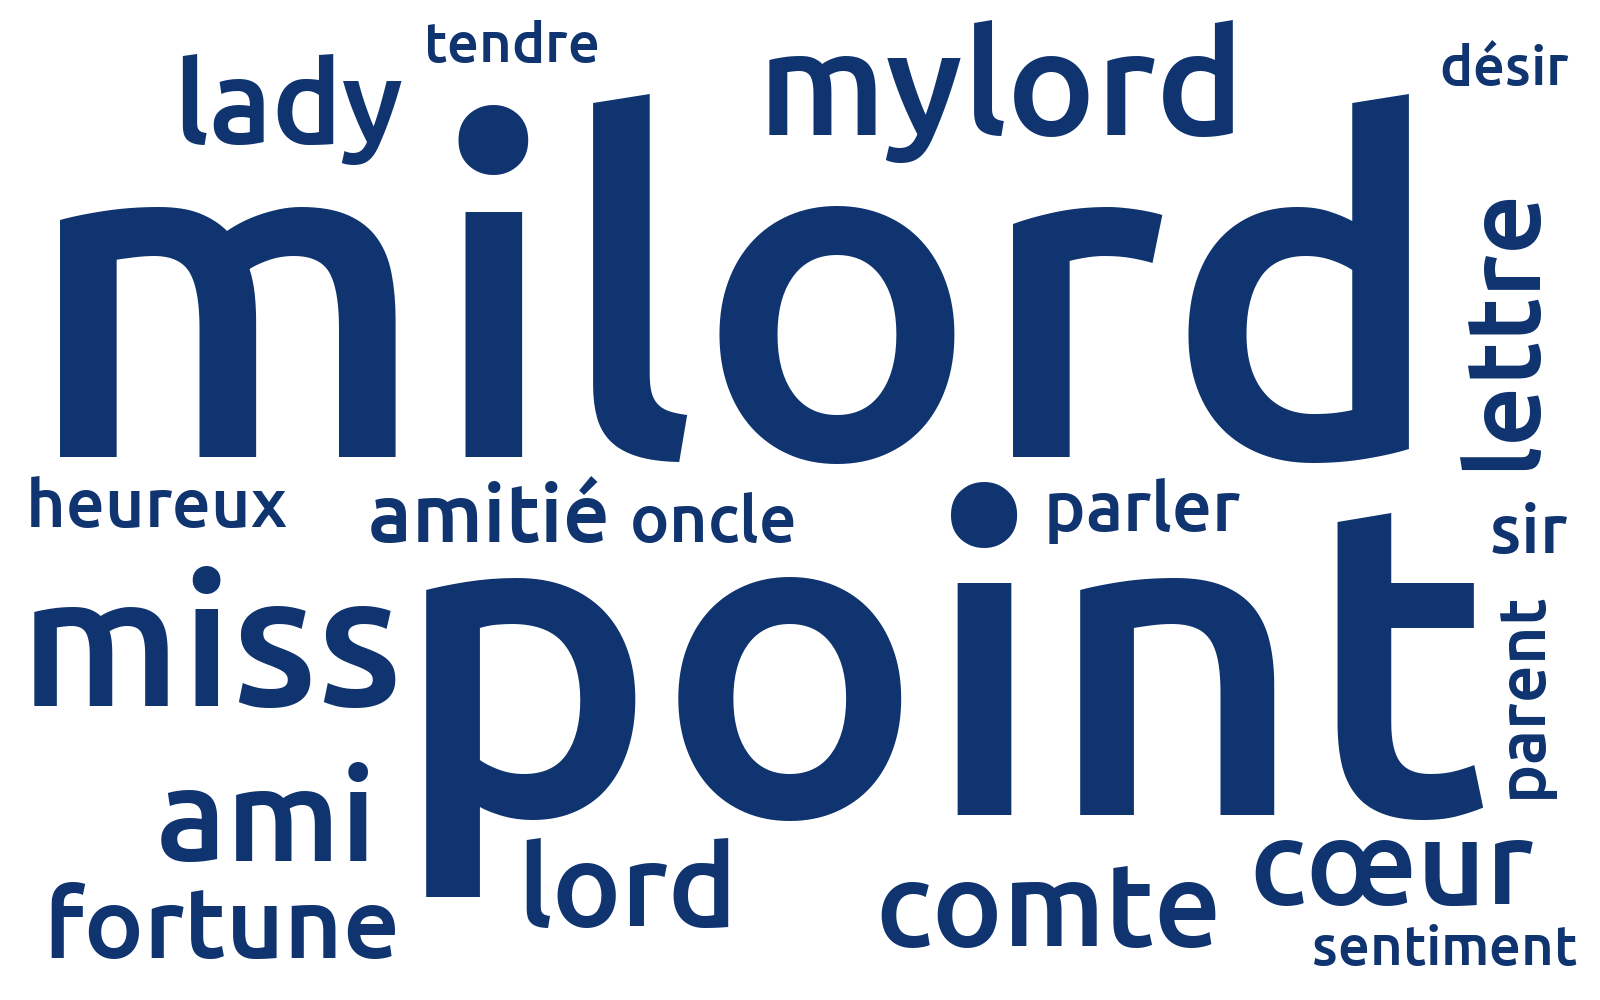 tendre
lady
mylord
désir
milord
lettre
heureux
amitié
oncle
parler
sir
miss
point
parent
ami
lord
cœur
comte
fortune
sentiment